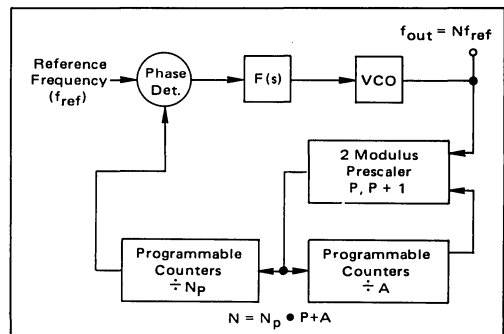 f_out = Nf_ref
Reference
Frequency
(f_ref)
Phase
Det.
F(s)
VCO
2 Modulus
Prescaler
P, P + 1
Programmable
Counters
÷ N_P
Programmable
Counters
÷ A
N = N_p • P+A